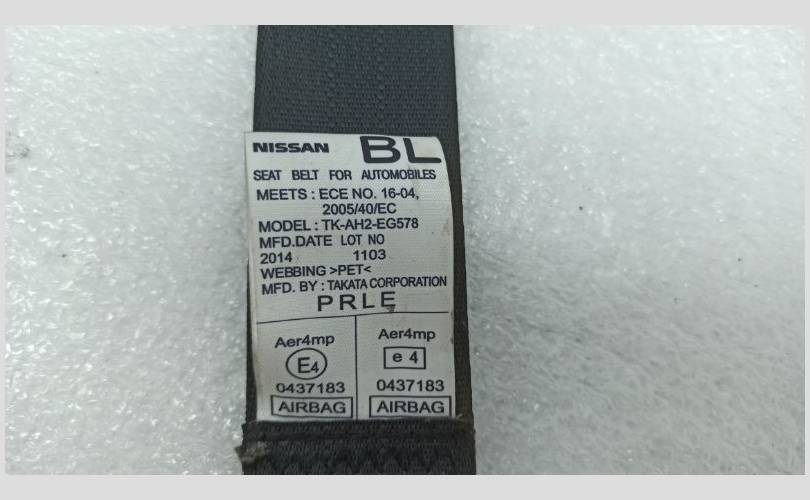 NISSAN BL
SEAT BELT FOR AUTOMOBILES
MEETS : ECE NO. 16-04,
2005/40/EC
MODEL : TK-AH2-EG578
MFD.DATE LOT NO
2014 1103
WEBBING >PET<
MFD. BY : TAKATA CORPORATION
PRLE
Aer4mp Aer4mp
E4 e 4
0437183 0437183
AIRBAG AIRBAG